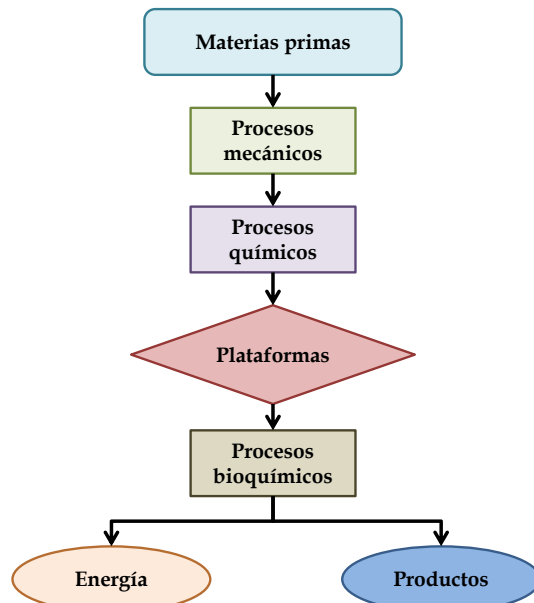 Materias primas
Procesos
mecánicos
Procesos
químicos
Plataformas
Procesos
bioquímicos
Energía
Productos